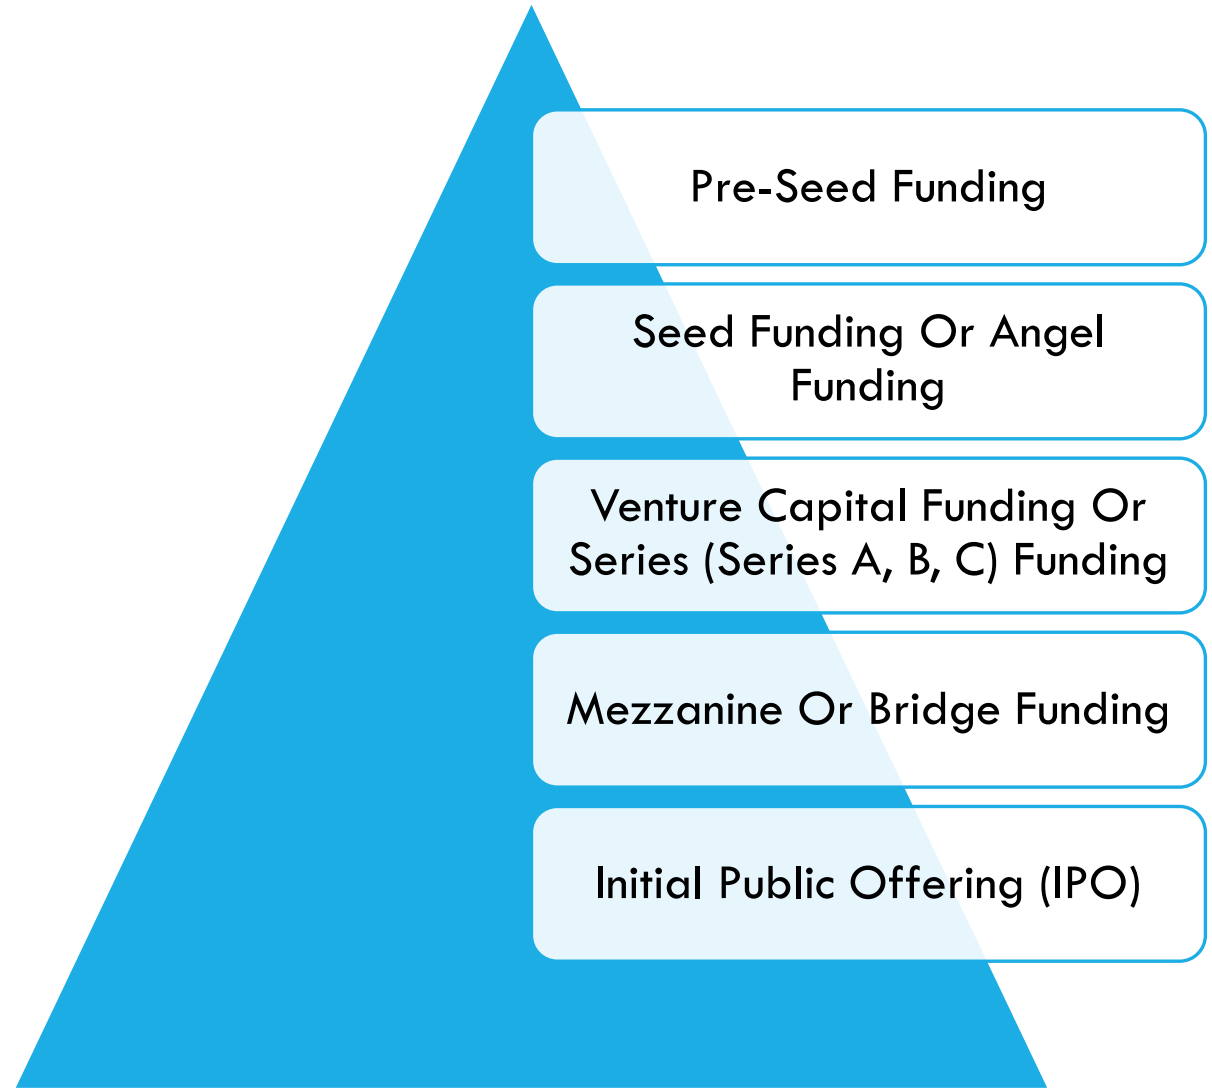 Pre-Seed Funding
Seed Funding Or Angel
Funding
Venture Capital Funding Or
Series (Series A, B, C) Funding
Mezzanine Or Bridge Funding
Initial Public Offering (IPO)